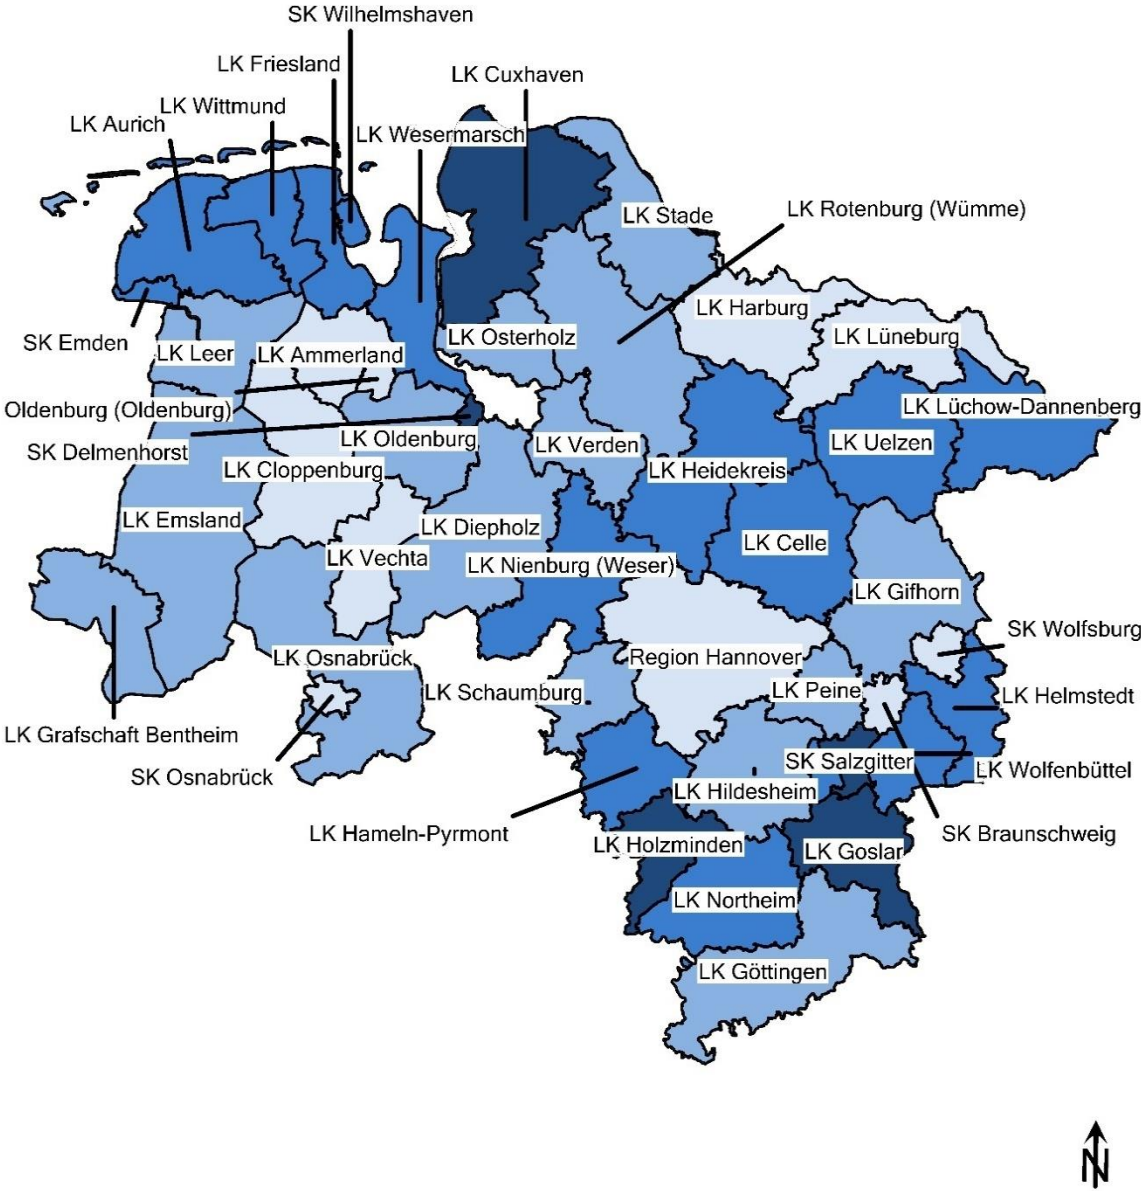 SK Wilhelmshaven
LK Friesland
LK Cuxhaven
LK Wittmund
LK Aurich
LK Wesermarsch
LK Stade
LK Rotenburg (Wümme)
LK Harburg
LK Osterholz
LK Lüneburg
SK Emden
LK Leer
LK Ammerland
Oldenburg (Oldenburg)
LK Lüchow-Dannenberg
LK Oldenburg
LK Verden
LK Uelzen
SK Delmenhorst
LK Cloppenburg
LK Heidekreis
LK Emsland
LK Diepholz
LK Celle
LK Vechta
LK Nienburg (Weser)
LK Gifhorn
SK Wolfsburg
LK Osnabrück
Region Hannover
LK Schaumburg
LK Peine
LK Helmstedt
LK Grafschaft Bentheim
SK Osnabrück
SK Salzgitter
LK Wolfenbüttel
LK Hildesheim
LK Hameln-Pyrmont
SK Braunschweig
LK Holzminden
LK Goslar
LK Northeim
LK Göttingen
N